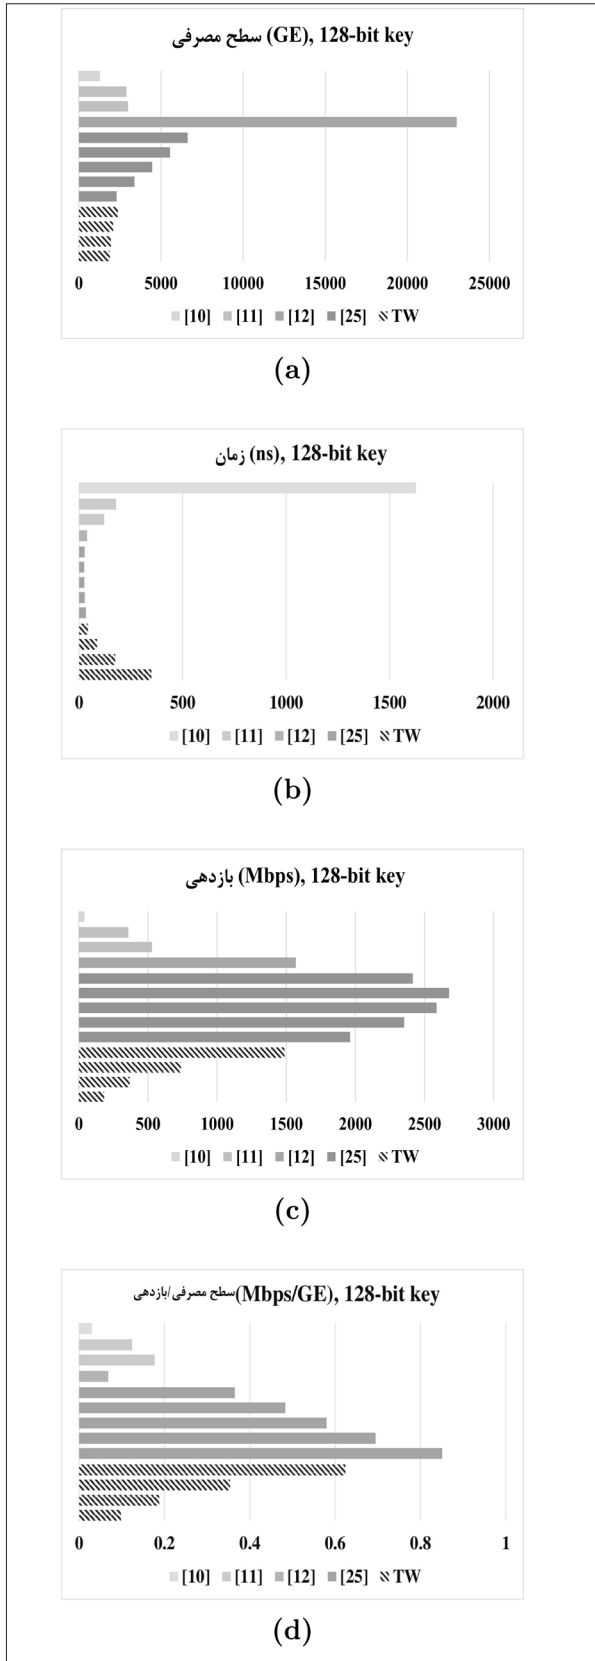 سطح مصرفی (GE), 128-bit key
0 5000 10000 15000 20000 25000
[10] [11] [12] [25] TW
(a)
زمان (ns), 128-bit key
0 500 1000 1500 2000
[10] [11] [12] [25] TW
(b)
بازدهی (Mbps), 128-bit key
0 500 1000 1500 2000 2500 3000
[10] [11] [12] [25] TW
(c)
سطح مصرفی/بازدهی(Mbps/GE), 128-bit key
0 0.2 0.4 0.6 0.8 1
[10] [11] [12] [25] TW
(d)